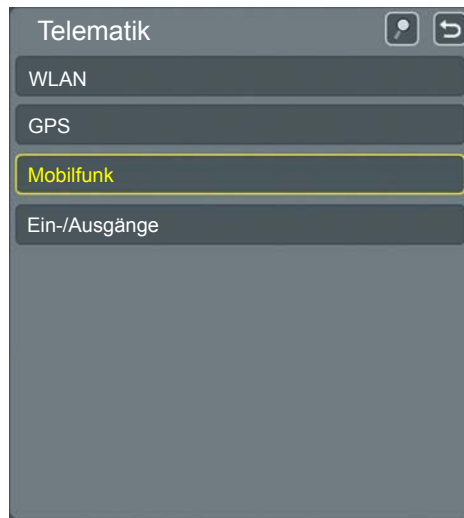 Telematik
WLAN
GPS
Mobilfunk
Ein-/Ausgänge